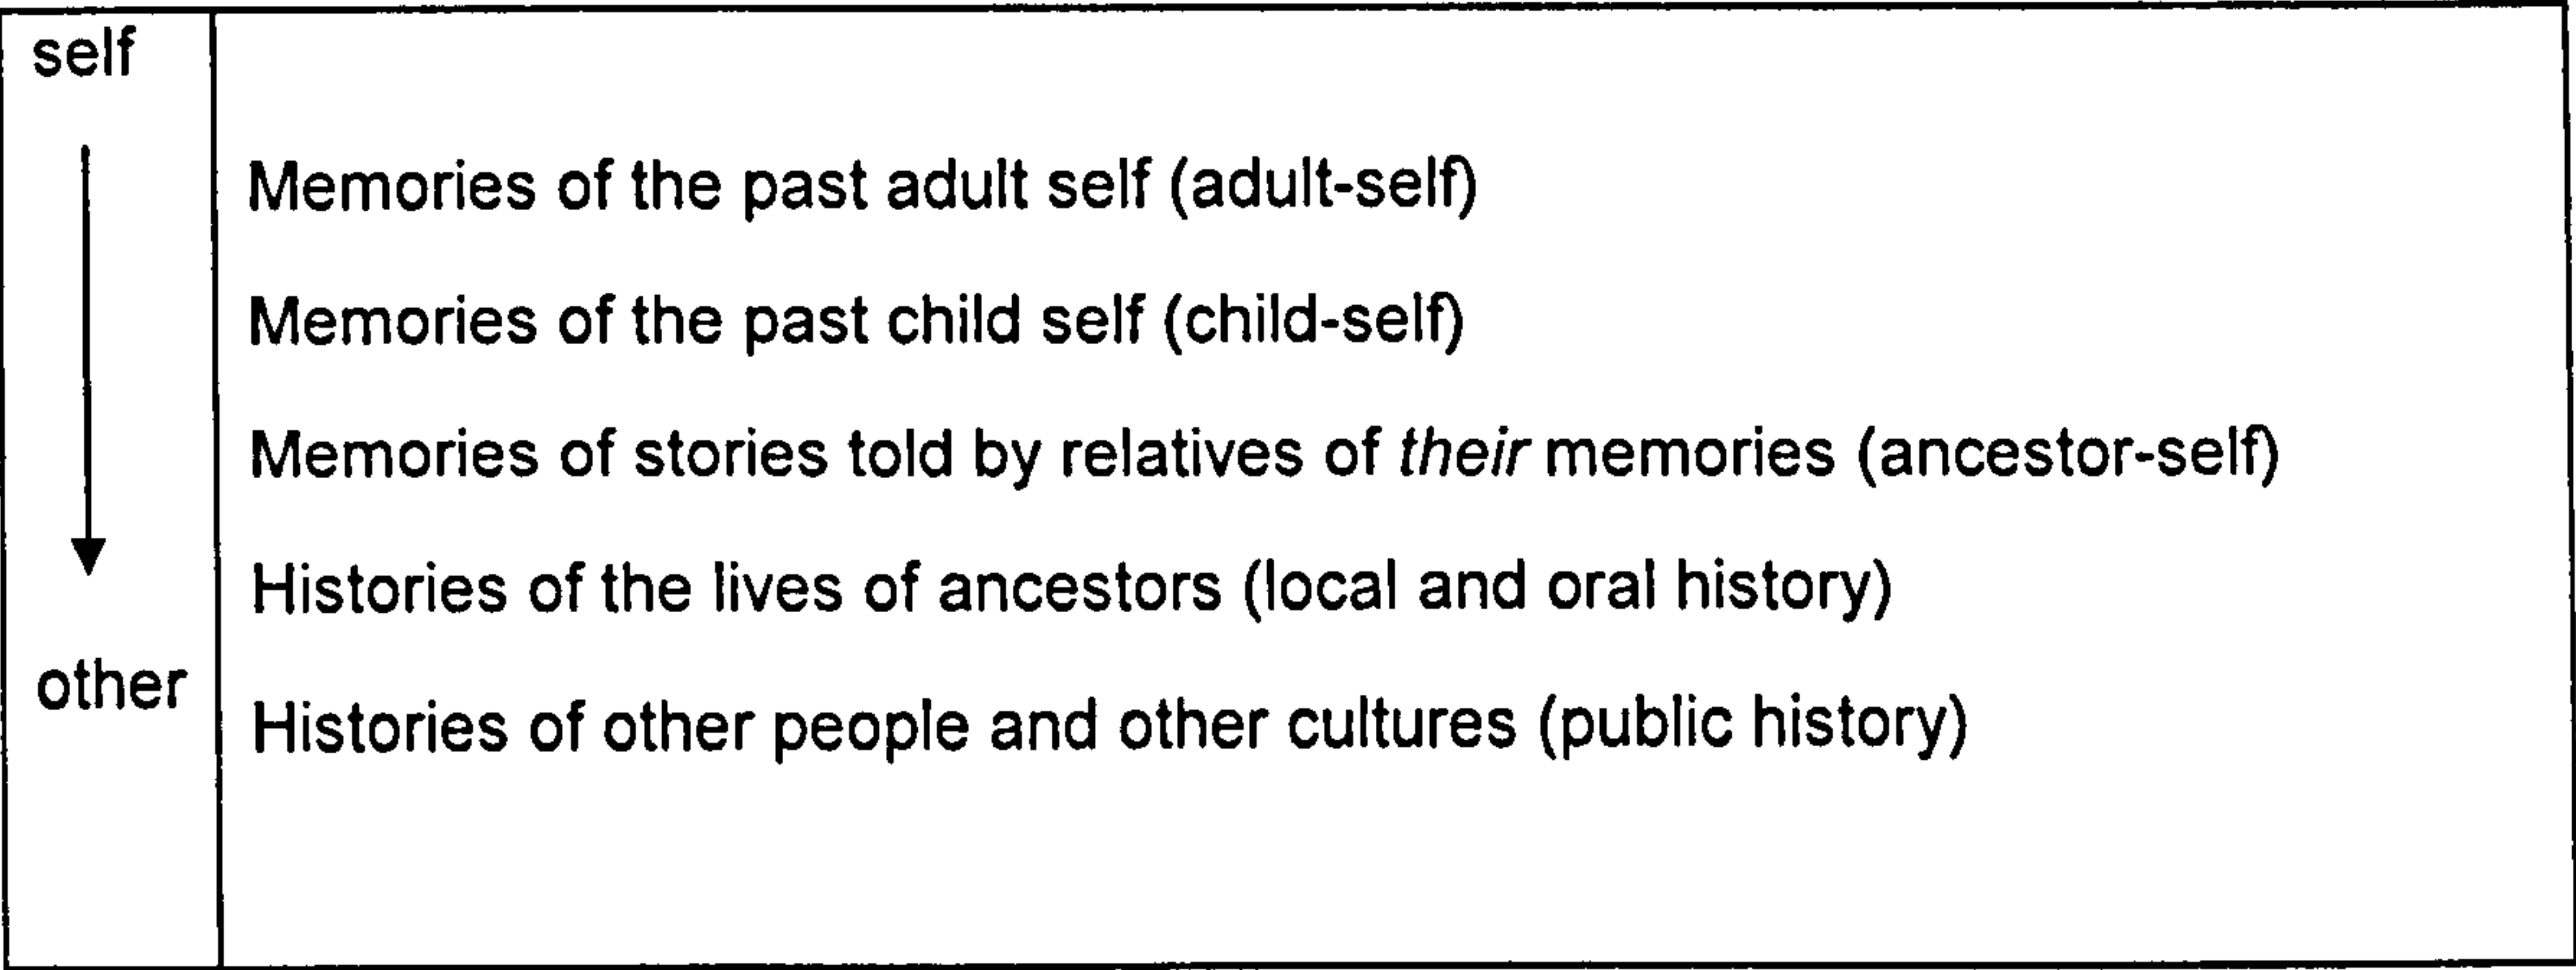 self
Memories of the past adult self (adult-self)
Memories of the past child self (child-self)
Memories of stories told by relatives of their memories (ancestor-self)
Histories of the lives of ancestors (local and oral history)
other
Histories of other people and other cultures (public history)